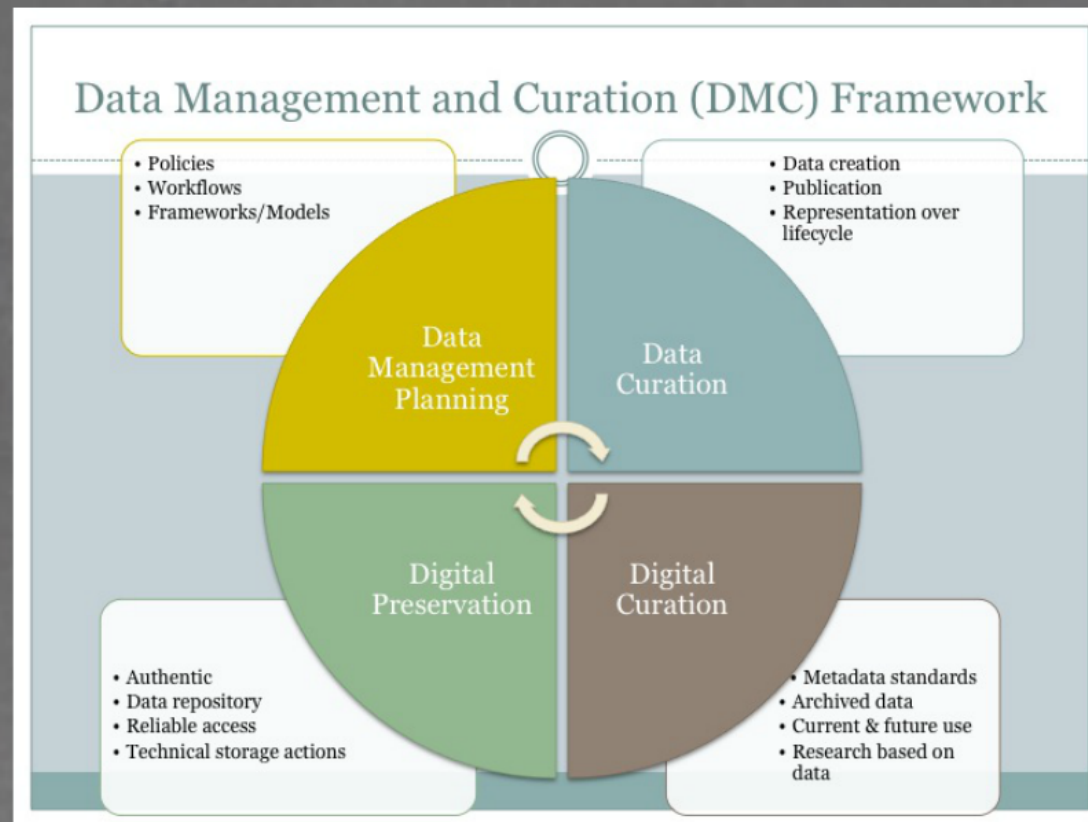 Data Management and Curation (DMC) Framework
• Policies
• Workflows
• Frameworks/Models
• Data creation
• Publication
• Representation over
lifecycle
Data
Management
Planning
Data
Curation
Digital
Preservation
Digital
Curation
• Authentic
• Data repository
• Reliable access
• Technical storage actions
• Metadata standards
• Archived data
• Current & future use
• Research based on
data